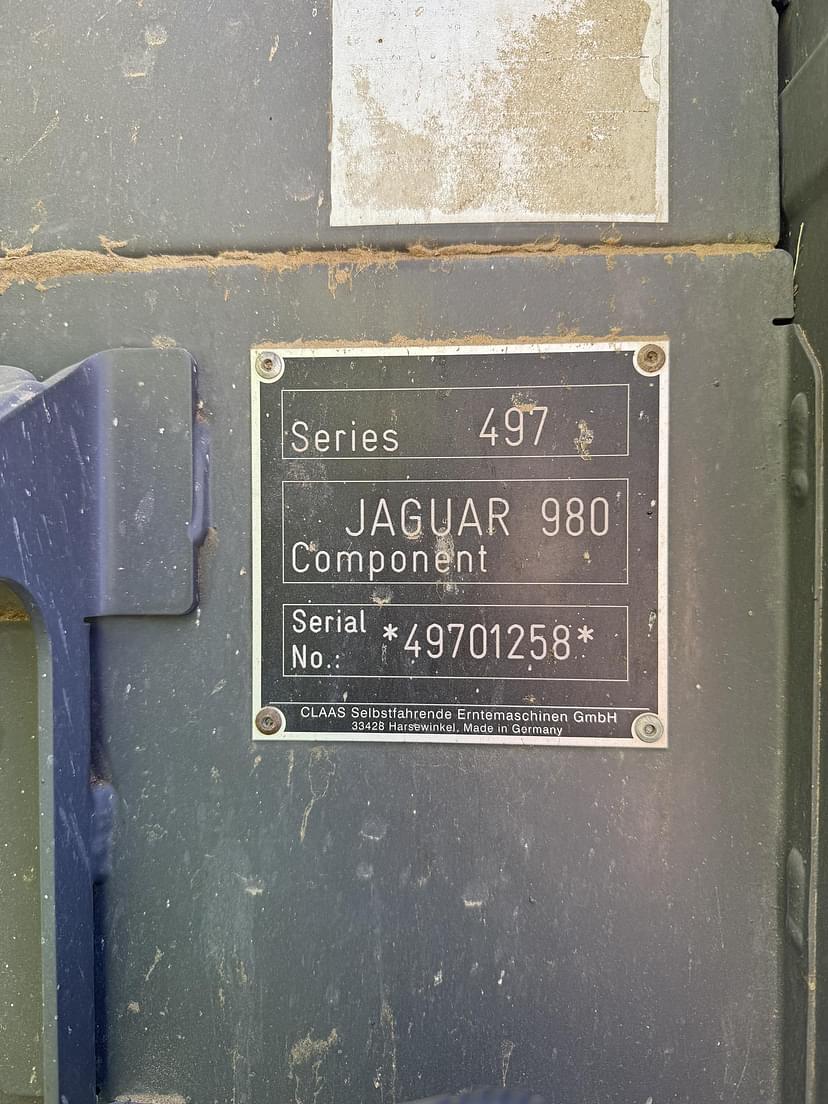 Series 497
JAGUAR 980
Component
Serial
No.: *49701258*
CLAAS Selbstfahrende Erntemaschinen GmbH
33428 Harsewinkel, Made in Germany